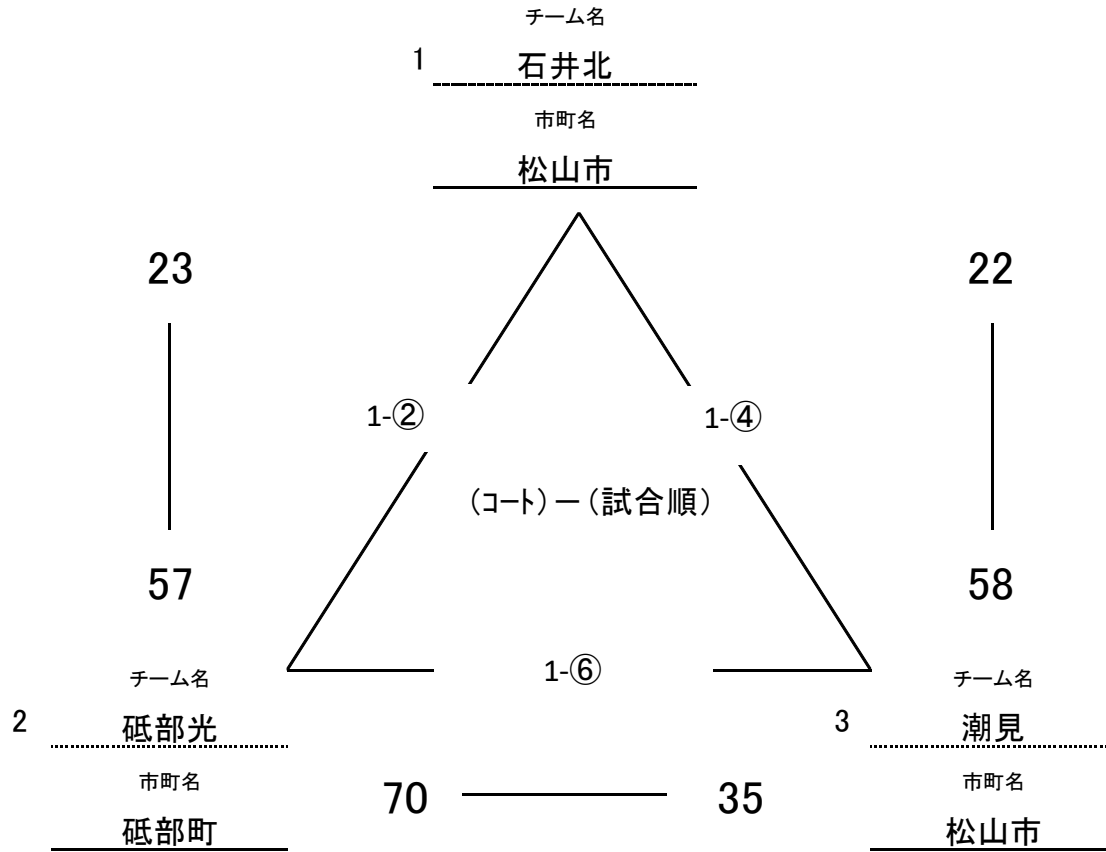 チーム名
1 石井北
市町名
松山市
23 22
1-② 1-④
（コート）－（試合順）
57 58
1-⑥
チーム名 チーム名
2 砥部光 3 潮見
市町名 市町名
70 35
砥部町 松山市